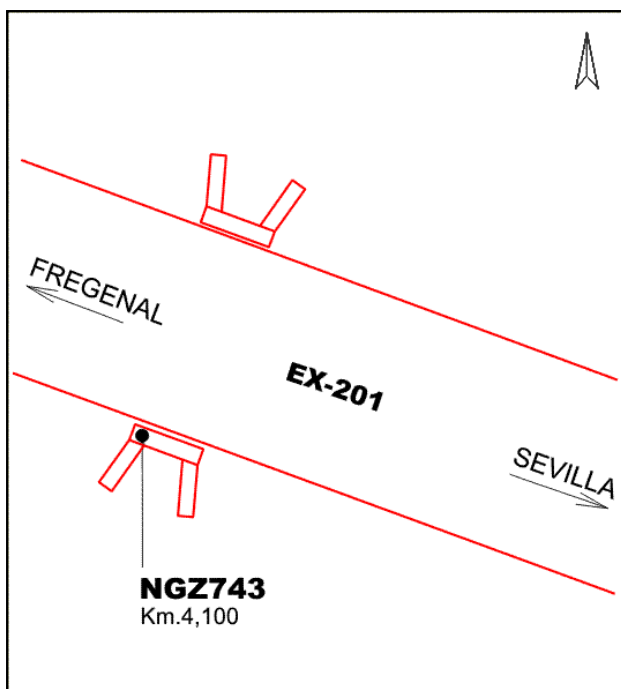 FREGENAL
EX-201
SEVILLA
NGZ743
Km.4,100